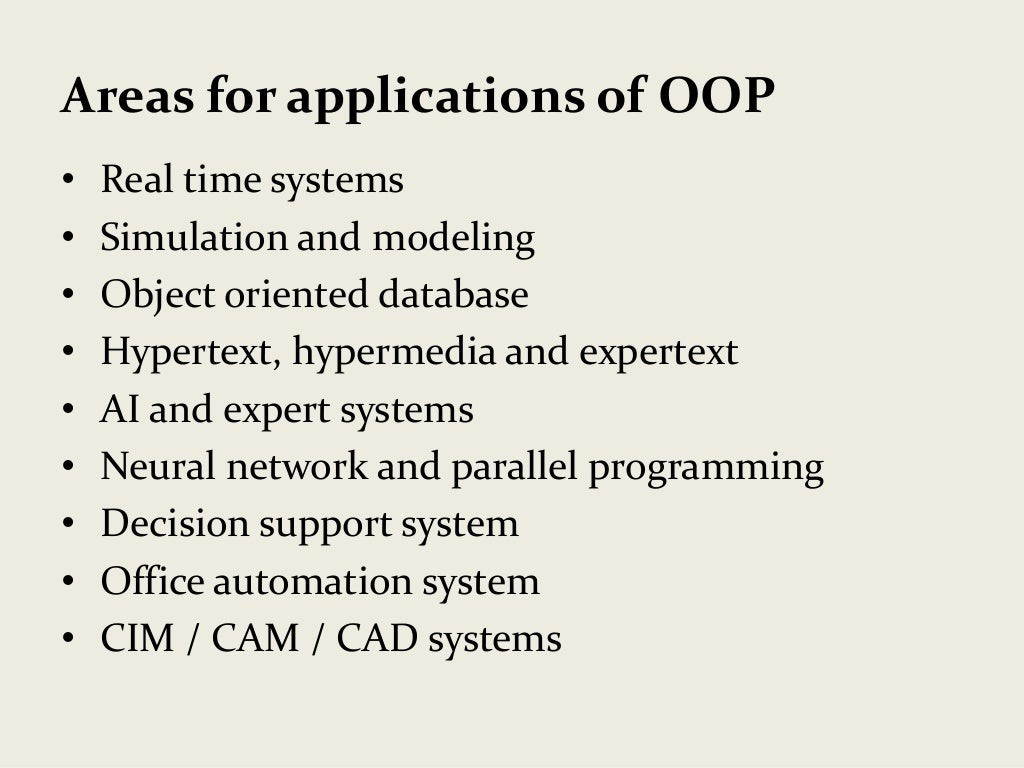 Areas for applications of OOP
• Real time systems
• Simulation and modeling
• Object oriented database
• Hypertext, hypermedia and expertext
• AI and expert systems
• Neural network and parallel programming
• Decision support system
• Office automation system
• CIM / CAM / CAD systems